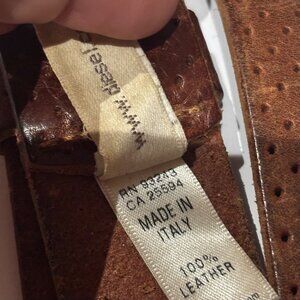 www.diesel
RN 93243
CA 25594
MADE IN
ITALY
100%
LEATHER